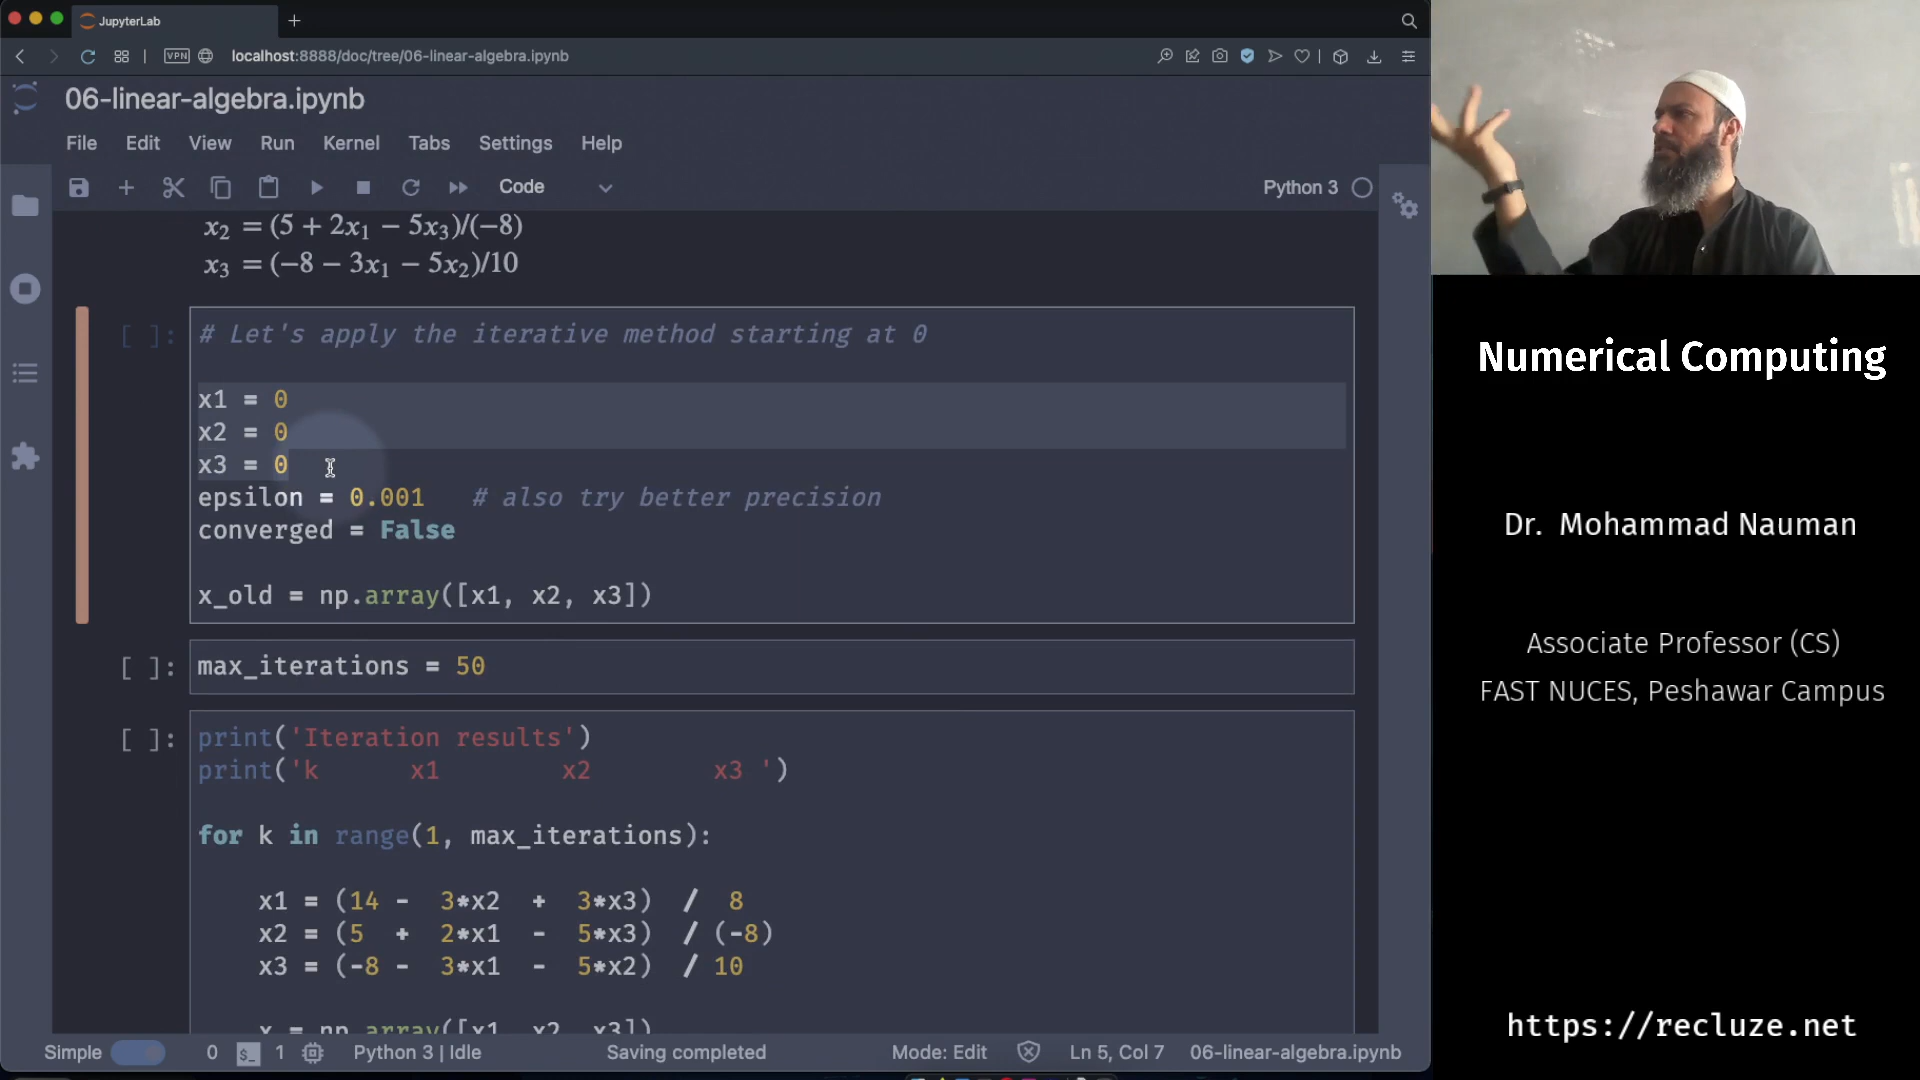 JupyterLab
VPN
localhost:8888/doc/tree/06-linear-algebra.ipynb
06-linear-algebra.ipynb
File Edit View Run Kernel Tabs Settings Help
Code
Python 3
x₂ = (5 + 2x₁ − 5x₃)/(−8)
x₃ = (−8 − 3x₁ − 5x₂)/10
[ ]:
# Let's apply the iterative method starting at 0
x1 = 0
x2 = 0
x3 = 0
epsilon = 0.001 # also try better precision
converged = False
x_old = np.array([x1, x2, x3])
[ ]: max_iterations = 50
[ ]: print('Iteration results')
print('k x1 x2 x3 ')
for k in range(1, max_iterations):
x1 = (14 - 3*x2 + 3*x3) / 8
x2 = (5 + 2*x1 - 5*x3) / (-8)
x3 = (-8 - 3*x1 - 5*x2) / 10
x = np.array([x1, x2, x3])
Simple 0 $_ 1 Python 3 | Idle Saving completed Mode: Edit Ln 5, Col 7 06-linear-algebra.ipynb
Numerical Computing
Dr. Mohammad Nauman
Associate Professor (CS)
FAST NUCES, Peshawar Campus
https://recluze.net